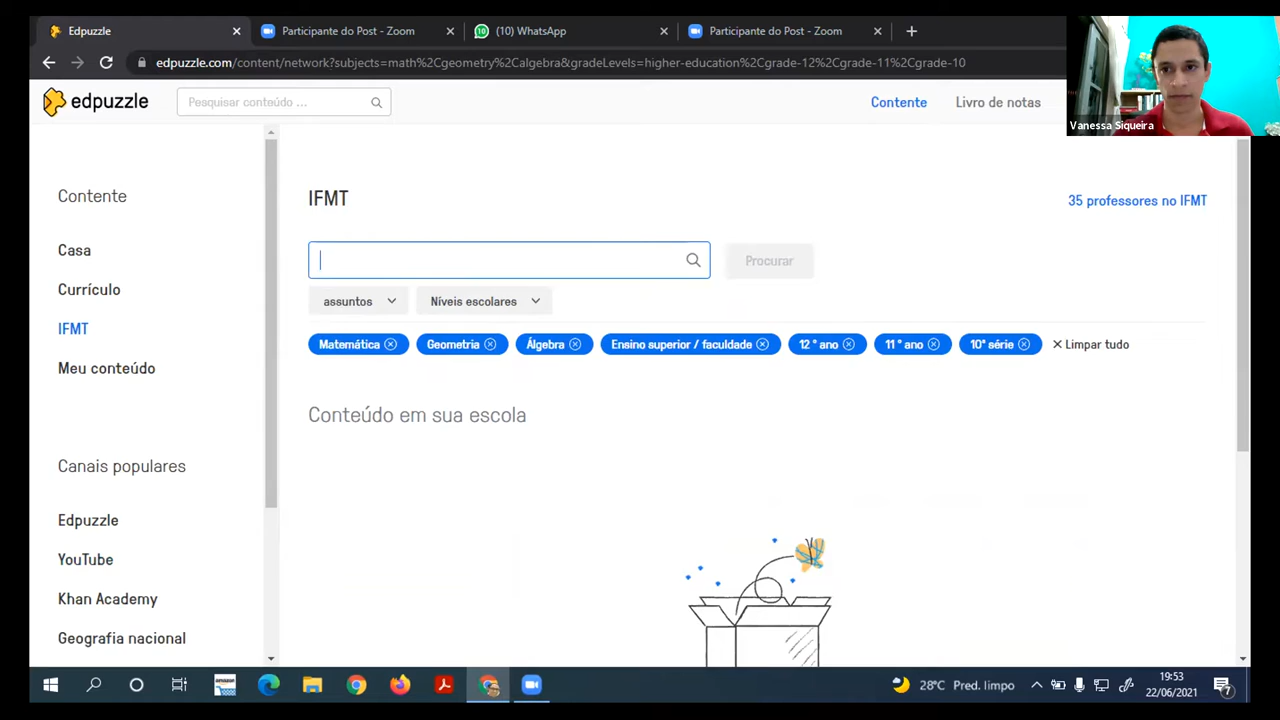 Edpuzzle
Participante do Post - Zoom
(10) WhatsApp
Participante do Post - Zoom
edpuzzle.com/content/network?subjects=math%2Cgeometry%2Calgebra&gradeLevels=higher-education%2Cgrade-12%2Cgrade-11%2Cgrade-10
Vanessa Siqueira
edpuzzle
Pesquisar conteúdo ...
Contente
Livro de notas
Contente
Casa
Currículo
IFMT
Meu conteúdo
Canais populares
Edpuzzle
YouTube
Khan Academy
Geografia nacional
IFMT
35 professores no IFMT
Procurar
assuntos
Níveis escolares
Matemática
Geometria
Álgebra
Ensino superior / faculdade
12 º ano
11 º ano
10ª série
Limpar tudo
Conteúdo em sua escola
amazon
28°C Pred. limpo
19:53
22/06/2021
7